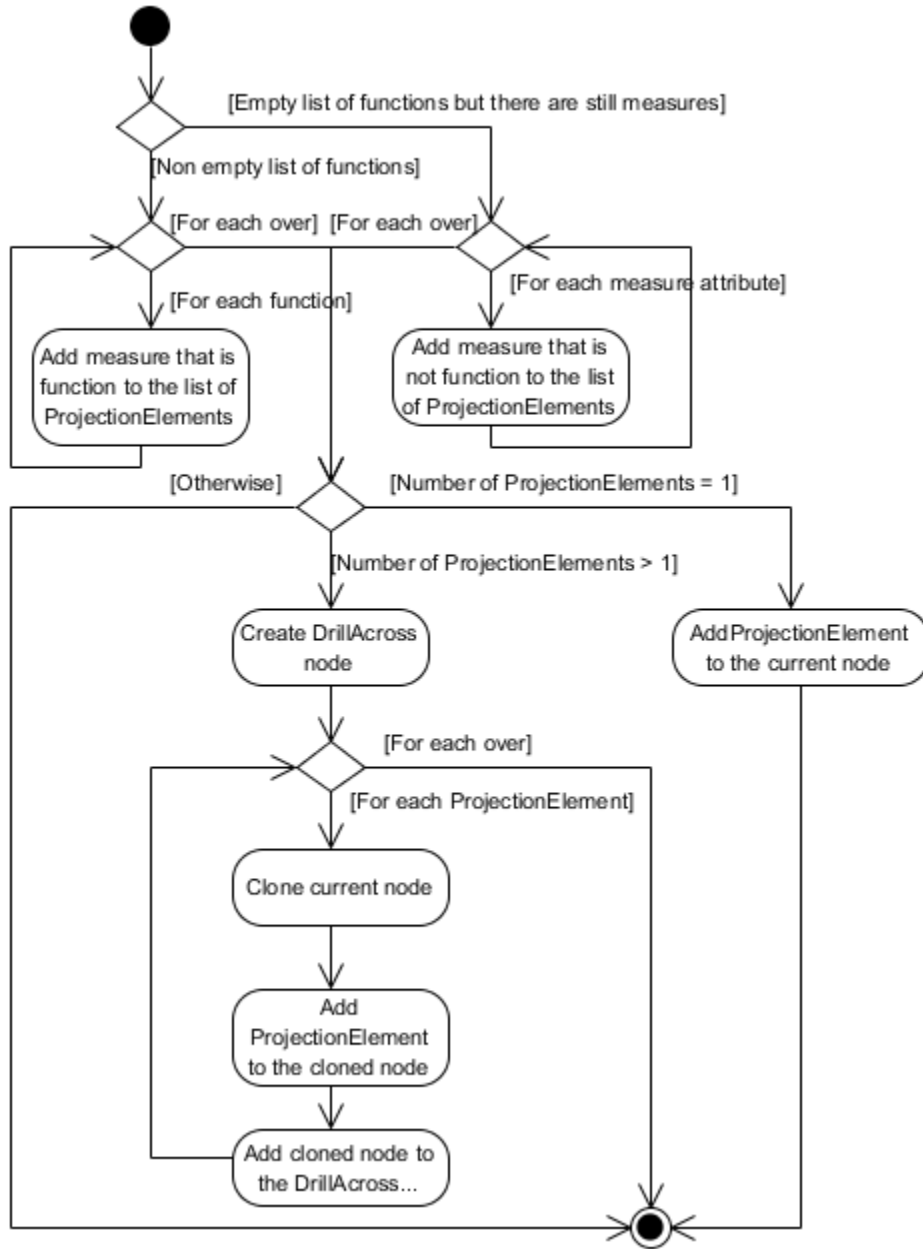 [Empty list of functions but there are still measures]
[Non empty list of functions]
[For each over]
[For each over]
[For each function]
[For each measure attribute]
Add measure that is
function to the list of
ProjectionElements
Add measure that is
not function to the list
of ProjectionElements
[Otherwise]
[Number of ProjectionElements = 1]
[Number of ProjectionElements > 1]
Create DrillAcross
node
AddProjectionElement
to the current node
[For each over]
[For each ProjectionElement]
Clone current node
Add
ProjectionElement
to the cloned node
Add cloned node to
the DrillAcross...